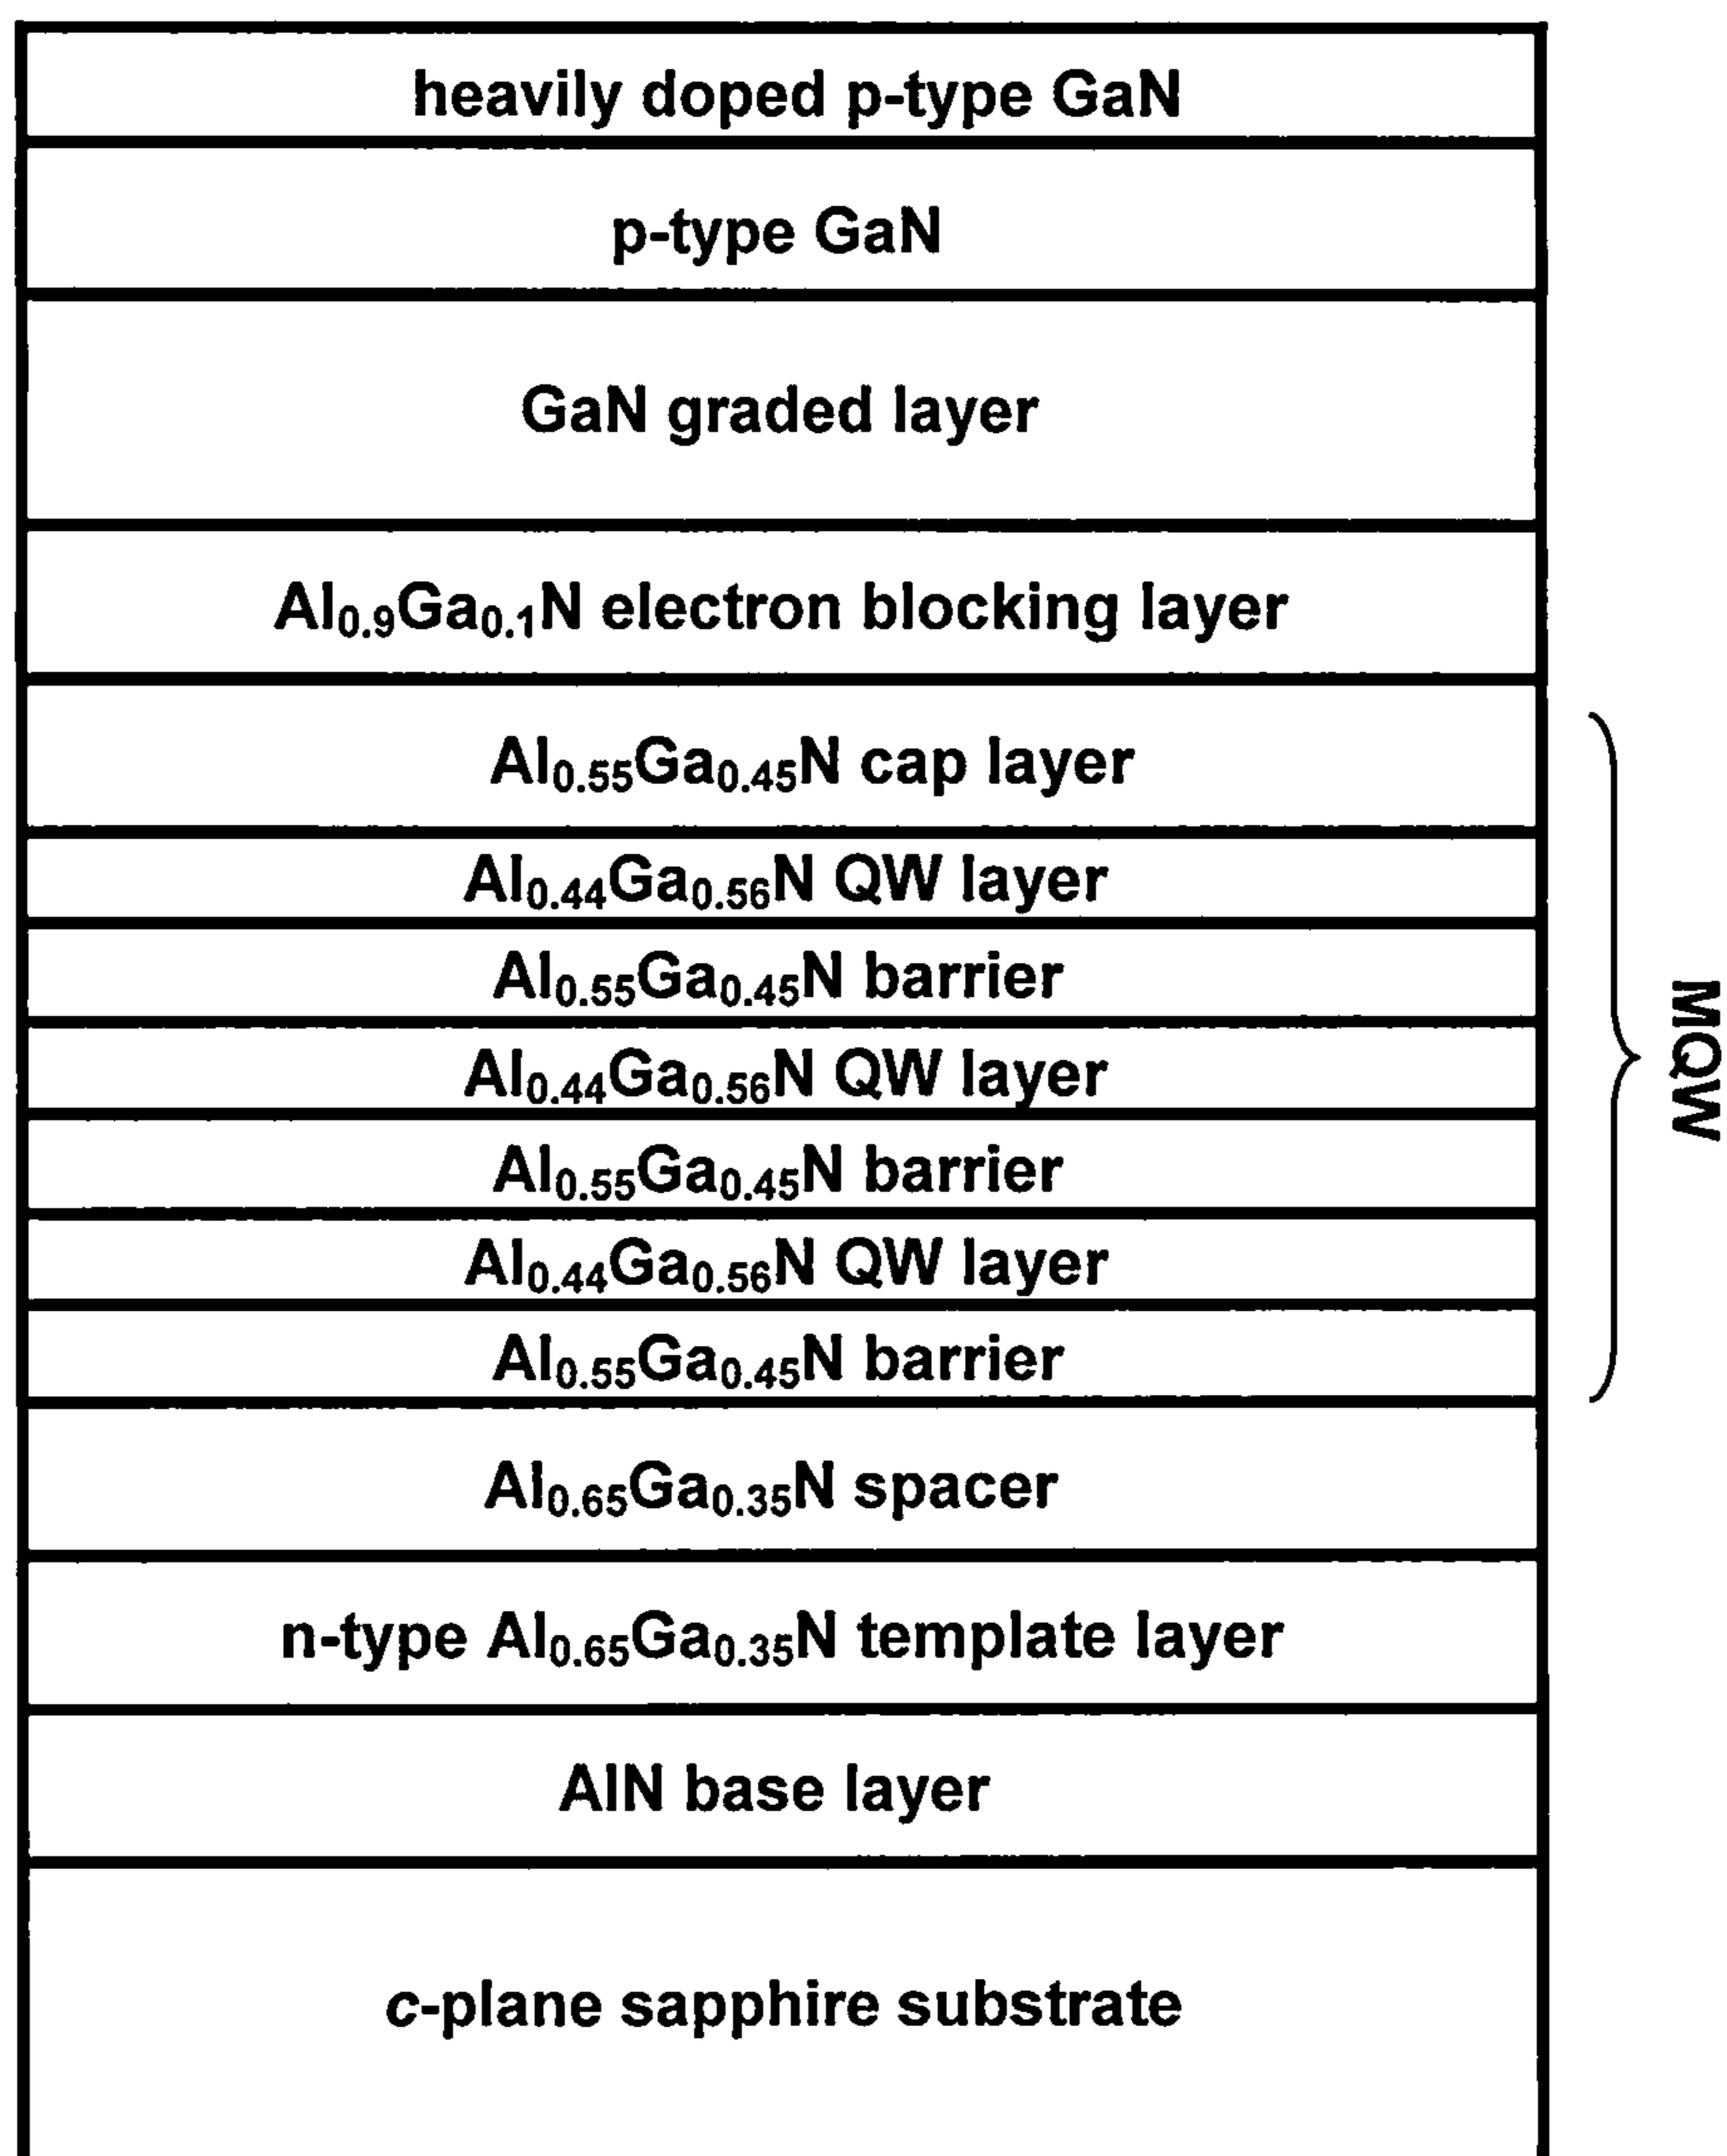 heavily doped p-type GaN
p-type GaN
GaN graded layer
Al0.9Ga0.1N electron blocking layer
Al0.55Ga0.45N cap layer
Al0.44Ga0.56N QW layer
Al0.55Ga0.45N barrier
Al0.44Ga0.56N QW layer
Al0.55Ga0.45N barrier
Al0.44Ga0.56N QW layer
Al0.55Ga0.45N barrier
MQW
Al0.65Ga0.35N spacer
n-type Al0.65Ga0.35N template layer
AlN base layer
c-plane sapphire substrate